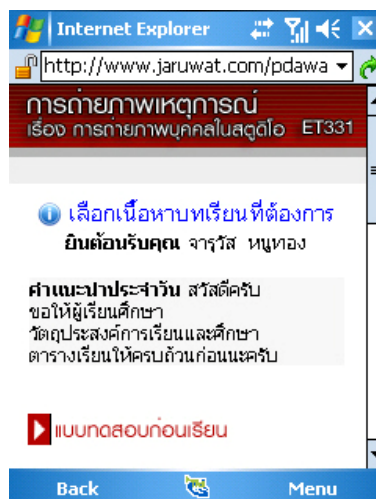 Internet Explorer
http://www.jaruwat.com/pdawa
การถ่ายภาพเหตุการณ์
เรื่อง การถ่ายภาพบุคคลในสตูดิโอ ET331
เลือกเนื้อหาบทเรียนที่ต้องการ
ยินต้อนรับคุณ จารุวัส หนูทอง
คำแนะนำประจำวัน สวัสดีครับ
ขอให้ผู้เรียนศึกษา
วัตถุประสงค์การเรียนและศึกษา
ตารางเรียนให้ครบถ้วนก่อนนะครับ
แบบทดสอบก่อนเรียน
Back Menu